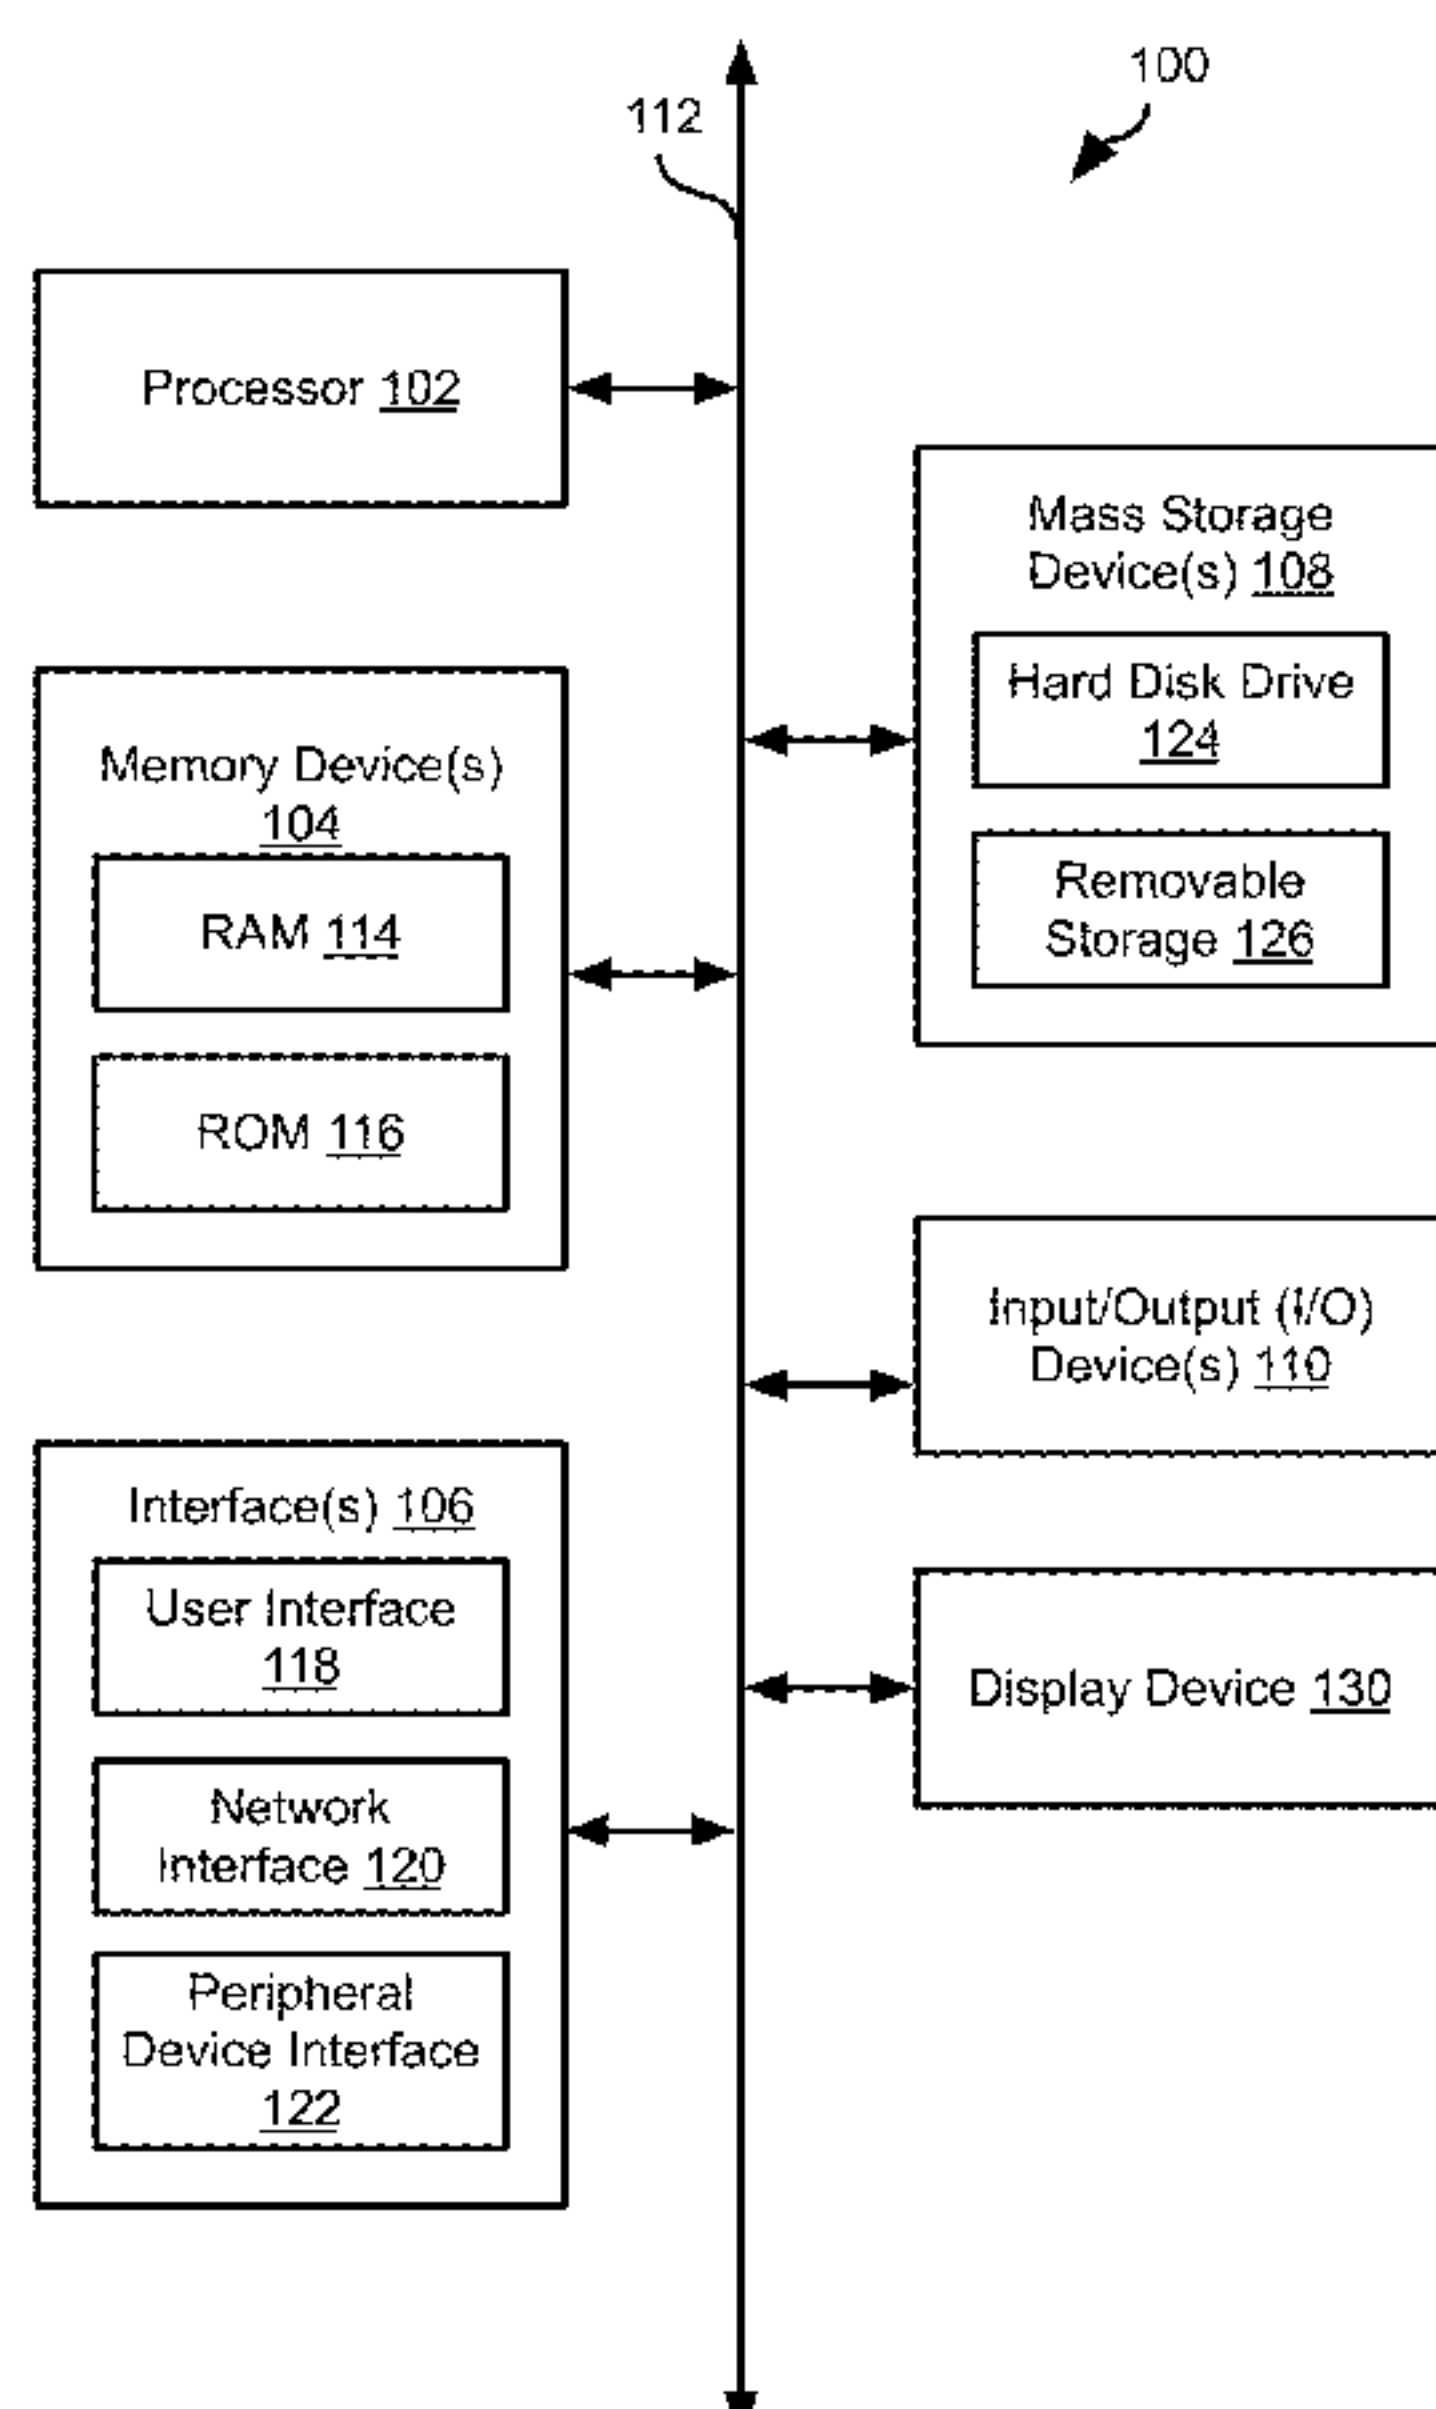 100
112
Processor 102
Mass Storage
Device(s) 108
Hard Disk Drive
124
Removable
Storage 126
Memory Device(s)
104
RAM 114
ROM 116
Input/Output (I/O)
Device(s) 110
Interface(s) 106
User Interface
118
Network
Interface 120
Peripheral
Device Interface
122
Display Device 130